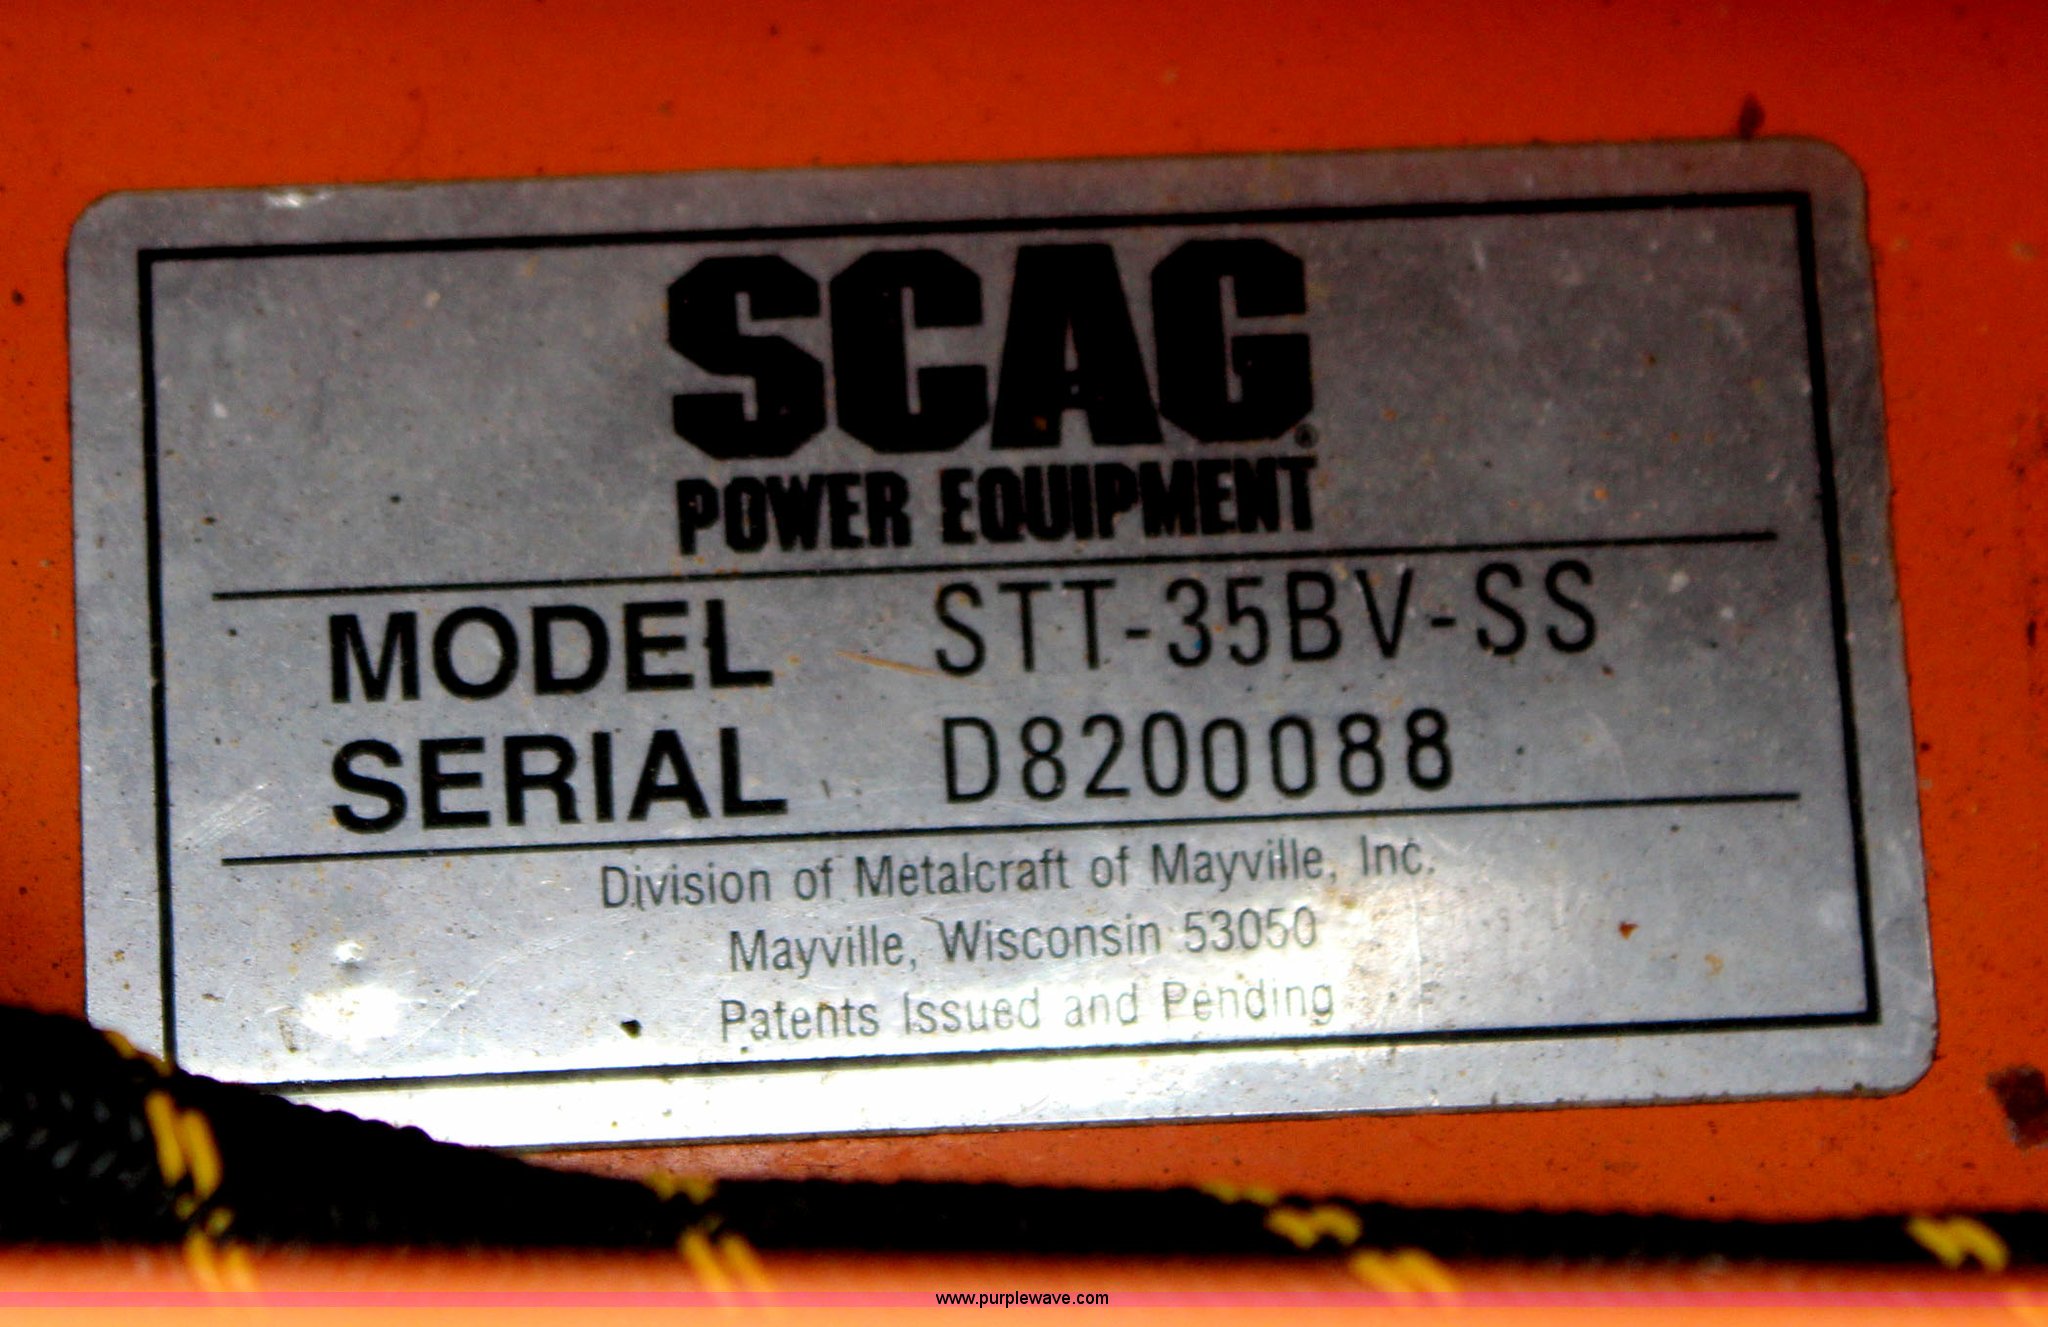 SCAG®
POWER EQUIPMENT
MODEL STT-35BV-SS
SERIAL D8200088
Division of Metalcraft of Mayville, Inc.
Mayville, Wisconsin 53050
Patents Issued and Pending
www.purplewave.com